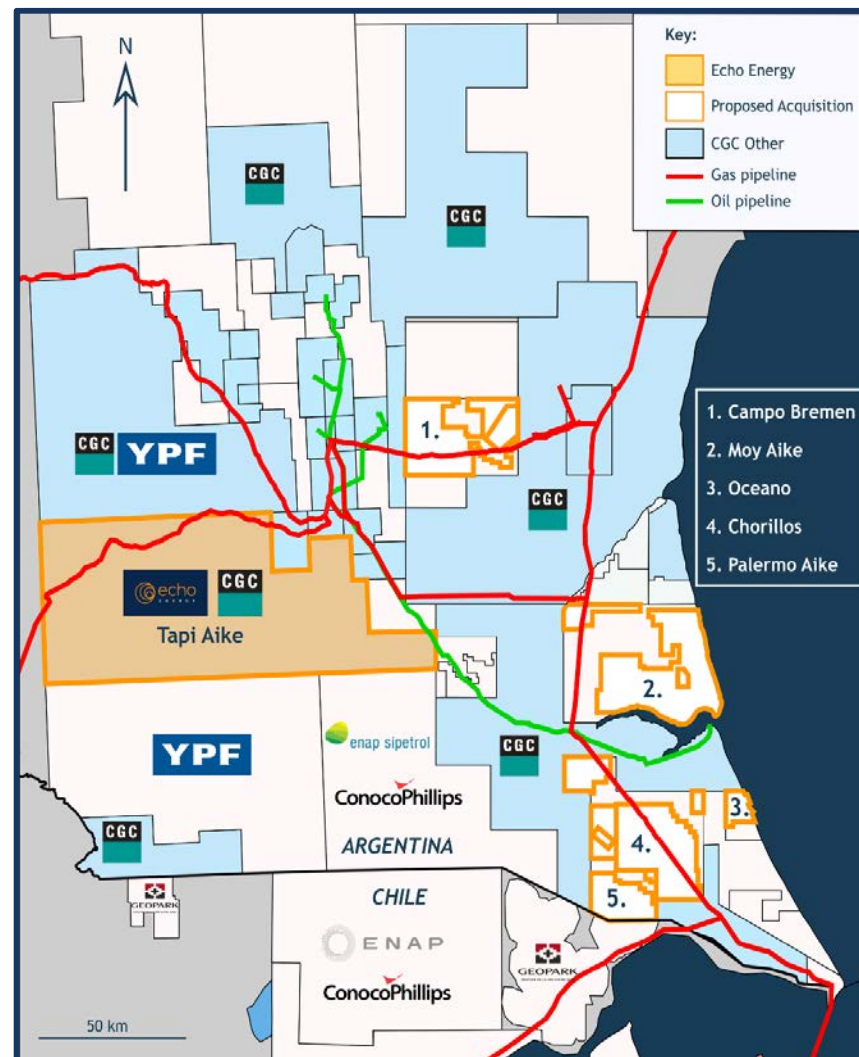 Key:
Echo Energy
Proposed Acquisition
CGC Other
Gas pipeline
Oil pipeline
N
CGC
CGC
1. Campo Bremen
2. Moy Aike
3. Oceano
4. Chorillos
5. Palermo Aike
1.
CGC YPF
CGC
echo
ENERGY
CGC
Tapi Aike
2.
YPF
enap sipetrol
CGC
ConocoPhillips
3.
CGC
ARGENTINA
4.
5.
GEOPARK
CHILE
ENAP
GEOPARK
ConocoPhillips
50 km